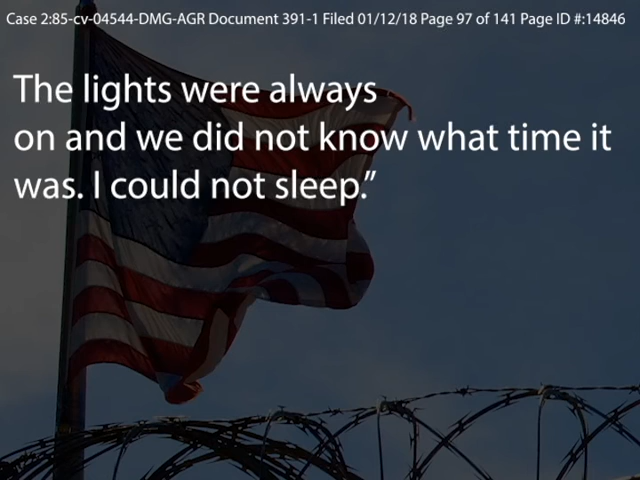 Case 2:85-cv-04544-DMG-AGR Document 391-1 Filed 01/12/18 Page 97 of 141 Page ID #:14846
The lights were always
on and we did not know what time it
was. I could not sleep.”